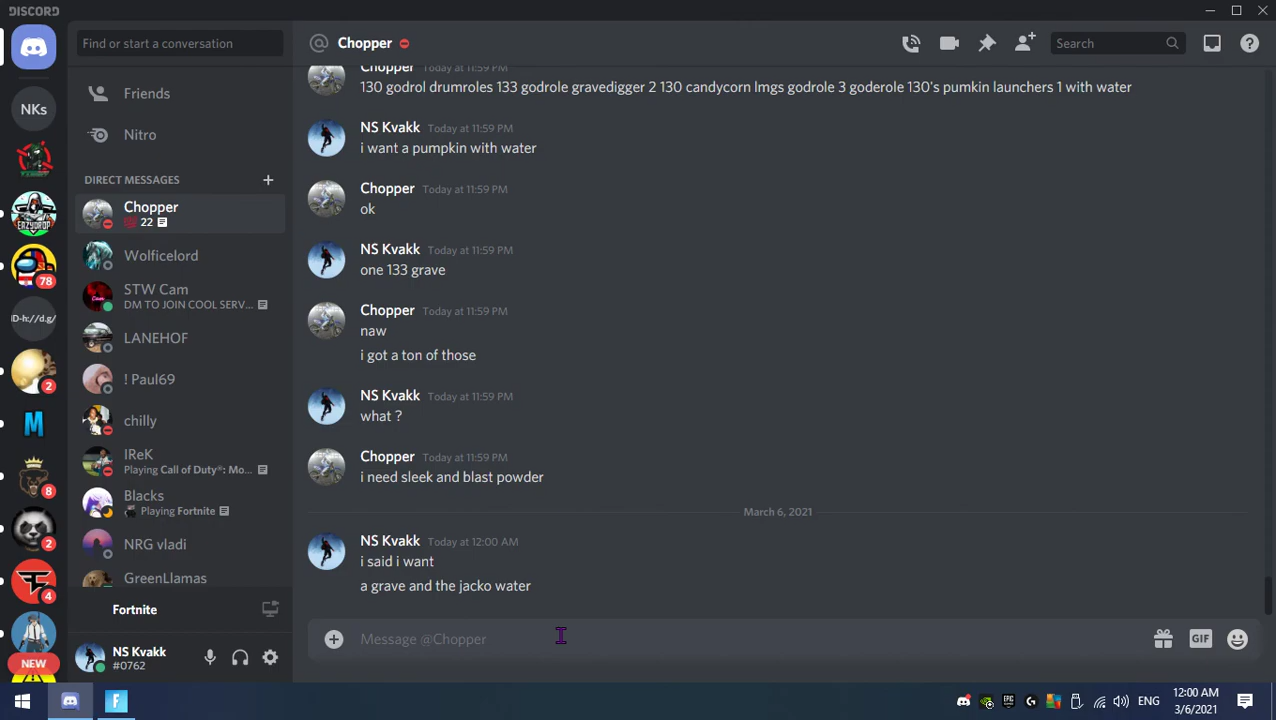 DISCORD
Find or start a conversation
Chopper
Search
NKs
Friends
Nitro
DIRECT MESSAGES
Chopper
22
Wolficelord
STW Cam
DM TO JOIN COOL SERV...
LANEHOF
! Paul69
chilly
IReK
Playing Call of Duty®: Mo...
Blacks
Playing Fortnite
NRG vladi
GreenLlamas
Fortnite
NS Kvakk
#0762
78
D-h://d.g/
2
M
8
2
4
NEW
Chopper Today at 11:59 PM
130 godrol drumroles 133 godrole gravedigger 2 130 candycorn lmgs godrole 3 goderole 130's pumkin launchers 1 with water
NS Kvakk Today at 11:59 PM
i want a pumpkin with water
Chopper Today at 11:59 PM
ok
NS Kvakk Today at 11:59 PM
one 133 grave
Chopper Today at 11:59 PM
naw
i got a ton of those
NS Kvakk Today at 11:59 PM
what ?
Chopper Today at 11:59 PM
i need sleek and blast powder
March 6, 2021
NS Kvakk Today at 12:00 AM
i said i want
a grave and the jacko water
Message @Chopper
GIF
ENG
12:00 AM
3/6/2021